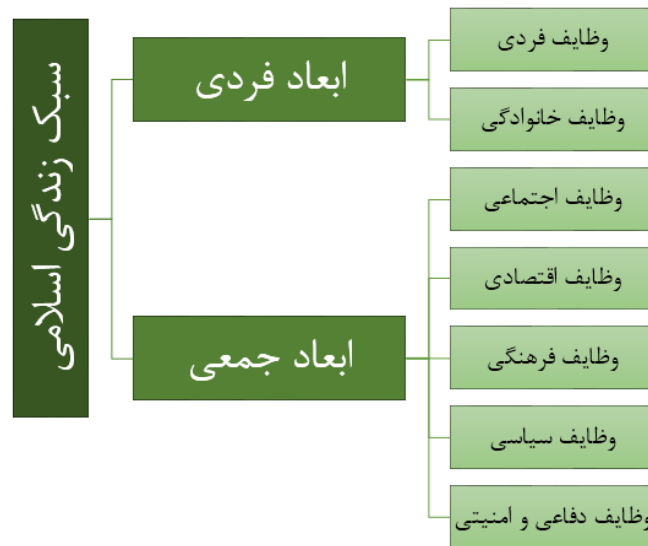 سبک زندگی اسلامی
ابعاد فردی
وظایف فردی
وظایف خانوادگی
ابعاد جمعی
وظایف اجتماعی
وظایف اقتصادی
وظایف فرهنگی
وظایف سیاسی
وظایف دفاعی و امنیتی